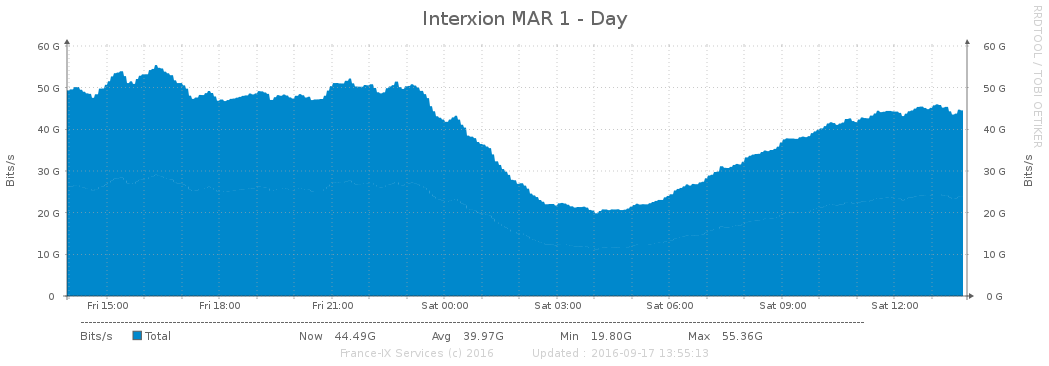 Interxion MAR 1 - Day
RRDTOOL / TOBI OETIKER
60 G 60 G
50 G 50 G
40 G 40 G
30 G 30 G
20 G 20 G
10 G 10 G
0 0 G
Bits/s
Bits/s
Fri 15:00 Fri 18:00 Fri 21:00 Sat 00:00 Sat 03:00 Sat 06:00 Sat 09:00 Sat 12:00
Bits/s Total Now 44.49G Avg 39.97G Min 19.80G Max 55.36G
France-IX Services (c) 2016 Updated : 2016-09-17 13:55:13